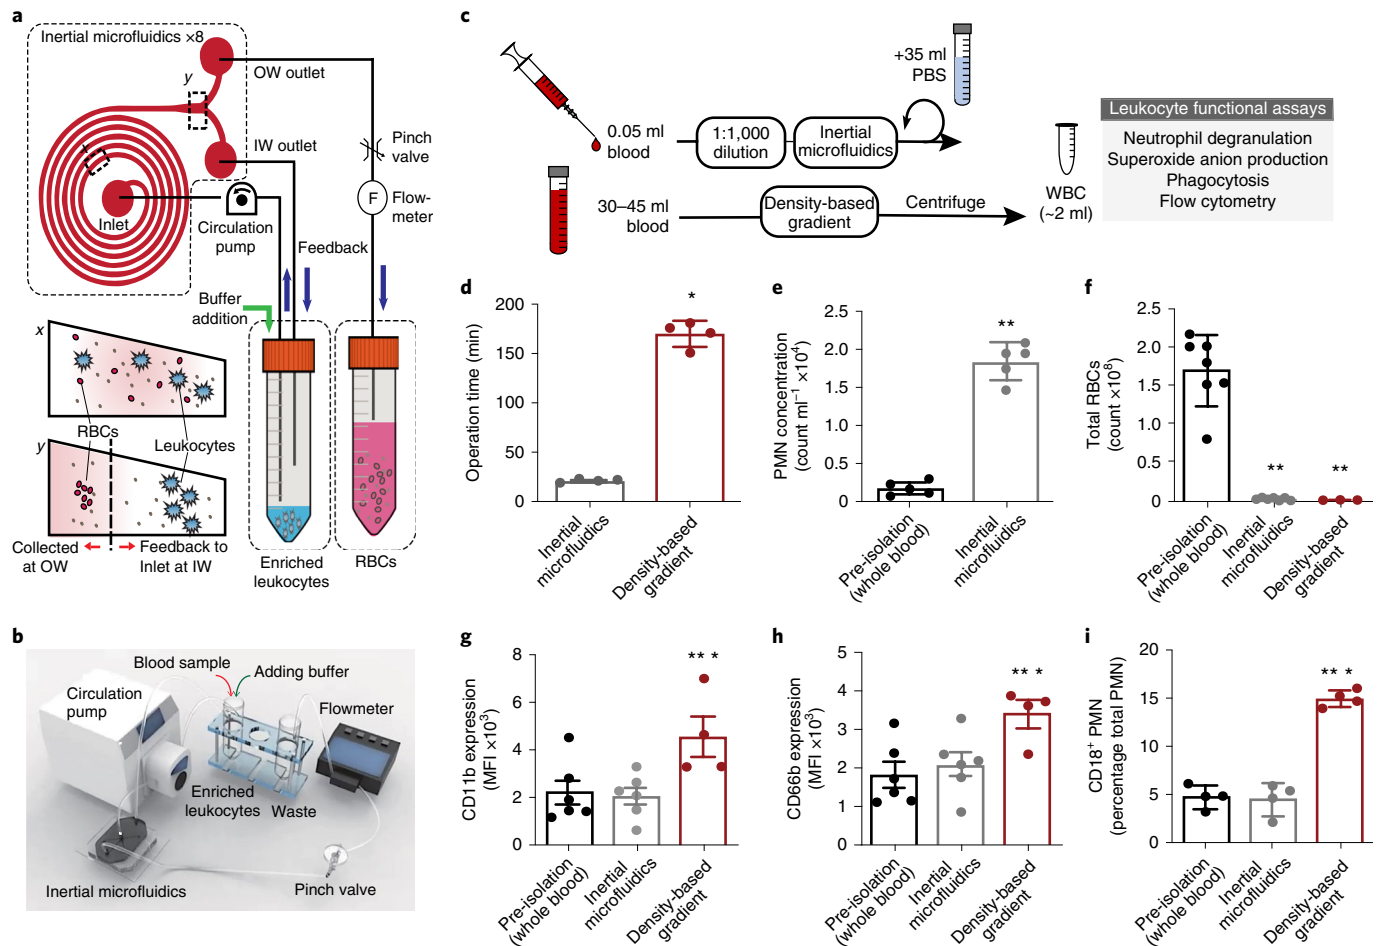 a
Inertial microfluidics ×8
OW outlet
y
x
IW outlet
Inlet
Circulation
pump
Pinch
valve
F
Flow-
meter
Feedback
Buffer
addition
x
RBCs
Leukocytes
y
Collected
at OW
Feedback to
Inlet at IW
Enriched
leukocytes
RBCs
b
Blood sample
Adding buffer
Circulation
pump
Flowmeter
Enriched
leukocytes
Waste
Inertial microfluidics
Pinch valve
c
0.05 ml
blood
1:1,000
dilution
Inertial
microfluidics
+35 ml
PBS
30–45 ml
blood
Density-based
gradient
Centrifuge
WBC
(~2 ml)
Leukocyte functional assays
Neutrophil degranulation
Superoxide anion production
Phagocytosis
Flow cytometry
d
Operation time (min)
200
150
100
50
0
*
Inertial
microfluidics
Density-based
gradient
e
PMN concentration
(count ml⁻¹ ×10⁴)
2.5
2.0
1.5
1.0
0.5
0
**
Pre-isolation
(whole blood)
Inertial
microfluidics
f
Total RBCs
(count ×10⁸)
2.5
2.0
1.5
1.0
0.5
0
**
**
Pre-isolation
(whole blood)
Inertial
microfluidics
Density-based
gradient
g
CD11b expression
(MFI ×10³)
8
6
4
2
0
** *
Pre-isolation
(whole blood)
Inertial
microfluidics
Density-based
gradient
h
CD66b expression
(MFI ×10³)
5
4
3
2
1
0
** *
Pre-isolation
(whole blood)
Inertial
microfluidics
Density-based
gradient
i
CD18⁺ PMN
(percentage total PMN)
20
15
10
5
0
** *
Pre-isolation
(whole blood)
Inertial
microfluidics
Density-based
gradient